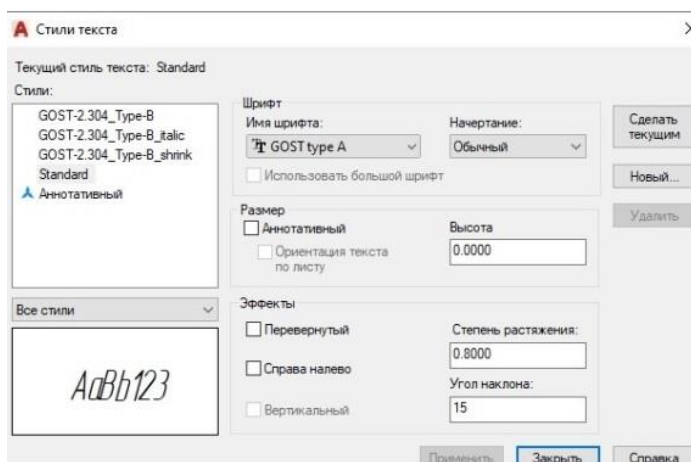 Стили текста
Текущий стиль текста: Standard
Стили:
GOST-2.304_Type-B
GOST-2.304_Type-B_italic
GOST-2.304_Type-B_shrink
Standard
Аннотативный
Все стили
AaBb123
Шрифт
Имя шрифта:
GOST type A
Начертание:
Обычный
Использовать большой шрифт
Размер
Аннотативный
Ориентация текста
по листу
Высота
0.0000
Эффекты
Перевернутый
Справа налево
Вертикальный
Степень растяжения:
0.8000
Угол наклона:
15
Сделать
текущим
Новый...
Удалить
Применить
Закрыть
Справка